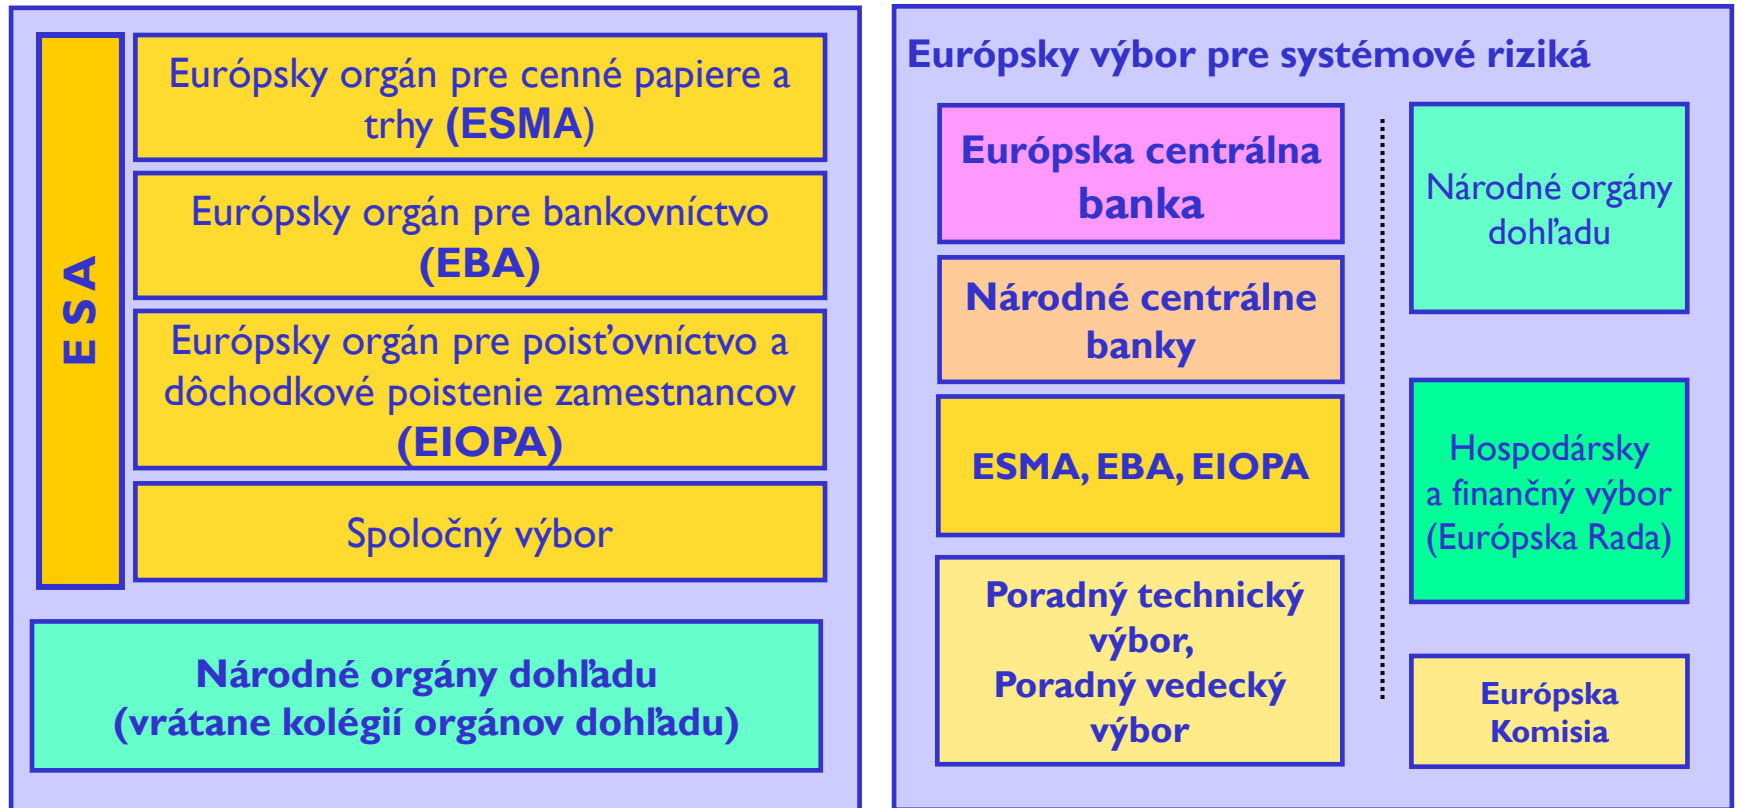 ESA
Európsky orgán pre cenné papiere a
trhy (ESMA)
Európsky orgán pre bankovníctvo
(EBA)
Európsky orgán pre poisťovníctvo a
dôchodkové poistenie zamestnancov
(EIOPA)
Spoločný výbor
Národné orgány dohľadu
(vrátane kolégií orgánov dohľadu)
Európsky výbor pre systémové riziká
Európska centrálna
banka
Národné centrálne
banky
ESMA, EBA, EIOPA
Poradný technický
výbor,
Poradný vedecký
výbor
Národné orgány
dohľadu
Hospodársky
a finančný výbor
(Európska Rada)
Európska
Komisia